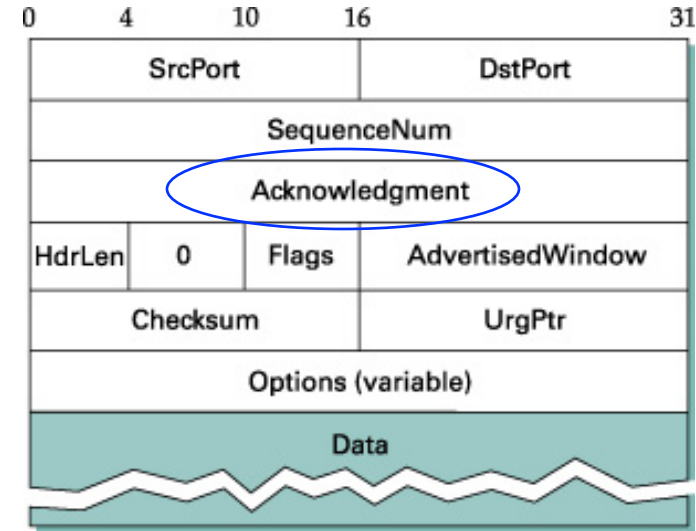 0 4 10 16 31
SrcPort DstPort
SequenceNum
Acknowledgment
HdrLen 0 Flags AdvertisedWindow
Checksum UrgPtr
Options (variable)
Data